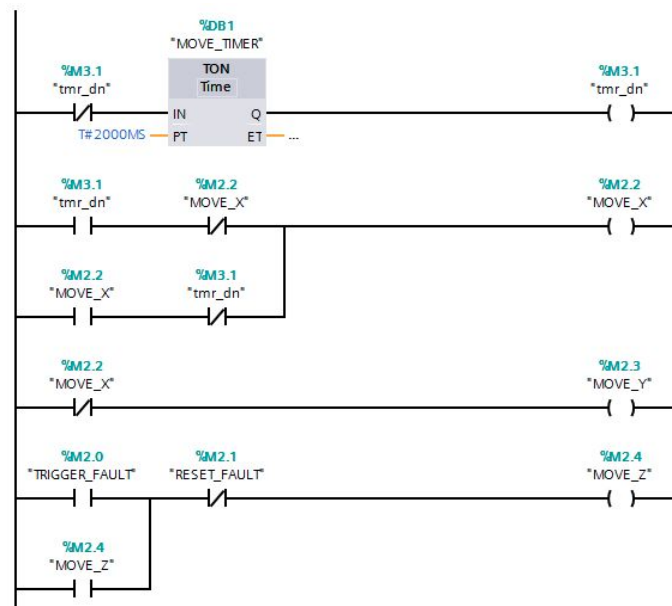 %DB1
"MOVE_TIMER"
%M3.1
"tmr_dn"
TON
Time
%M3.1
"tmr_dn"
IN
Q
T#2000MS
PT
ET
...
%M3.1
"tmr_dn"
%M2.2
"MOVE_X"
%M2.2
"MOVE_X"
%M2.2
"MOVE_X"
%M3.1
"tmr_dn"
%M2.2
"MOVE_X"
%M2.3
"MOVE_Y"
%M2.0
"TRIGGER_FAULT"
%M2.1
"RESET_FAULT"
%M2.4
"MOVE_Z"
%M2.4
"MOVE_Z"